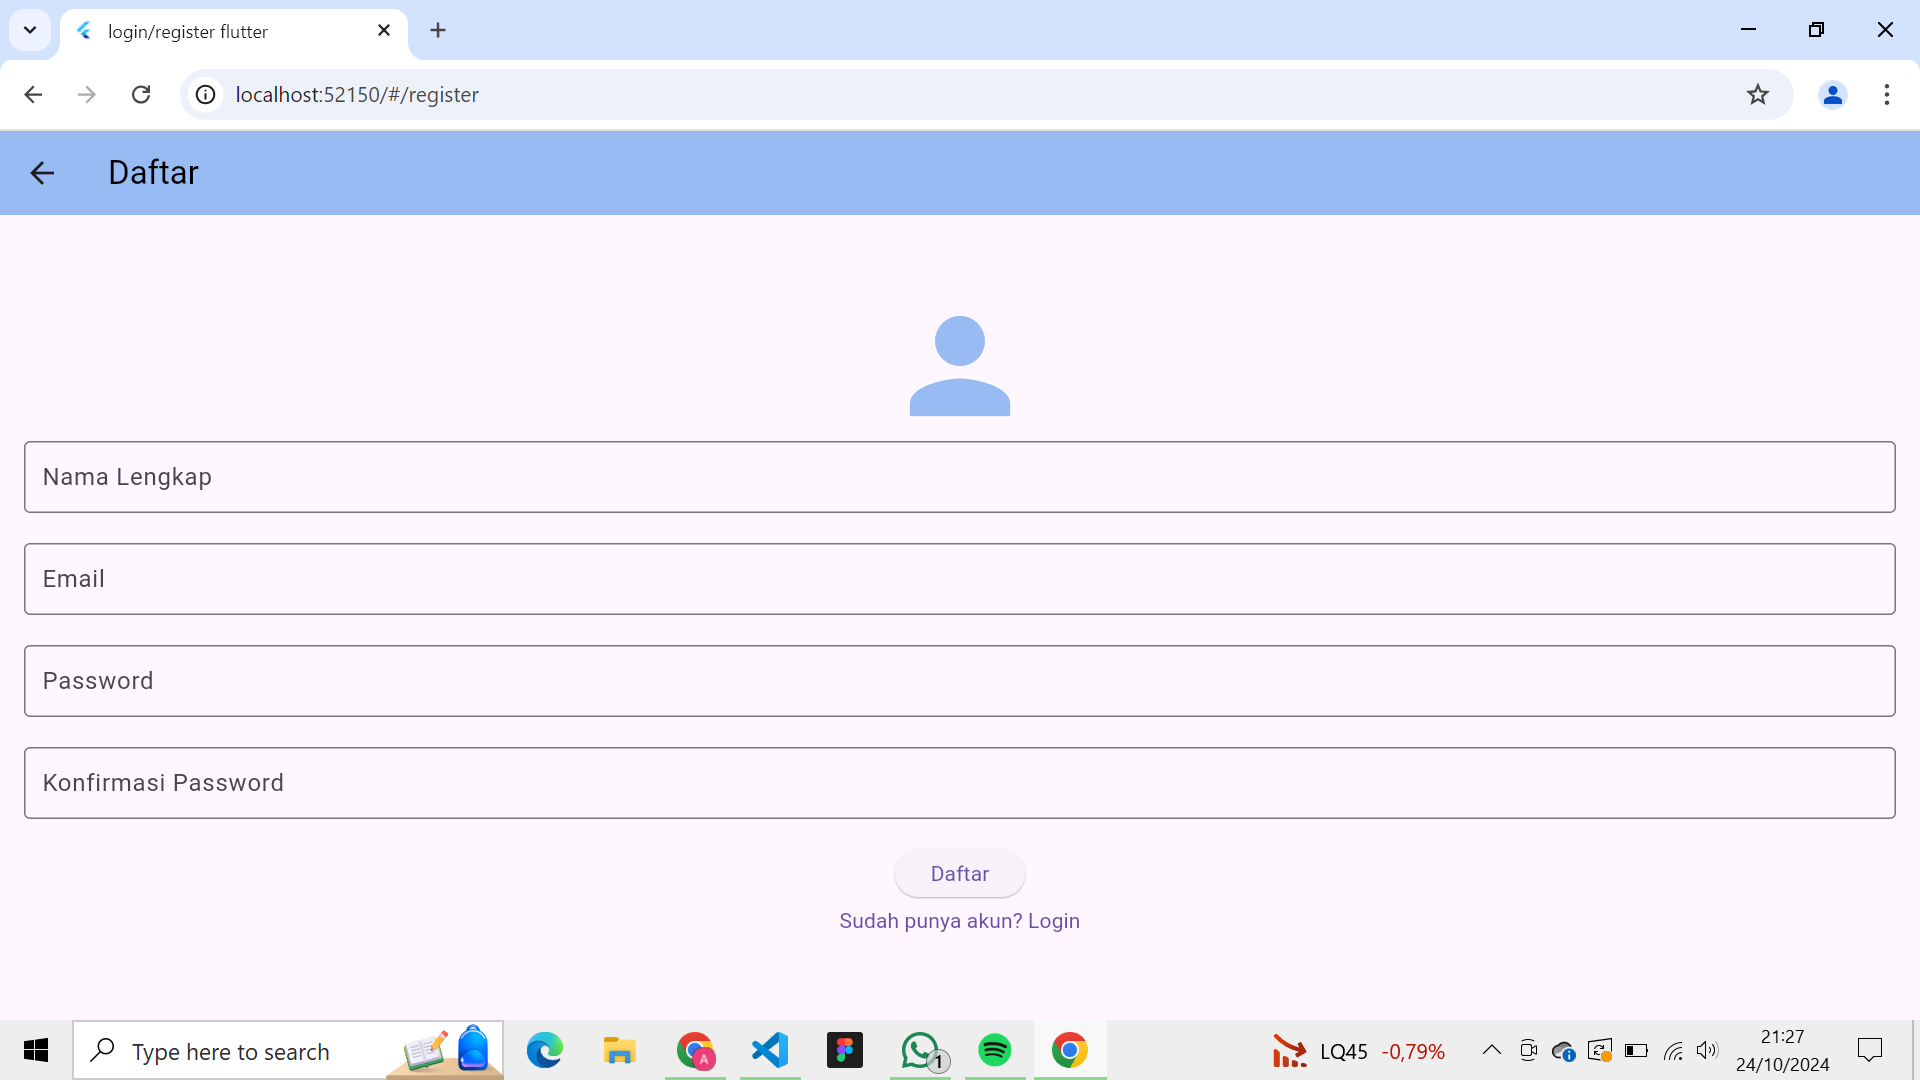 login/register flutter
localhost:52150/#/register
Daftar
Nama Lengkap
Email
Password
Konfirmasi Password
Daftar
Sudah punya akun? Login
Type here to search
A
1
LQ45 -0,79%
21:27
24/10/2024